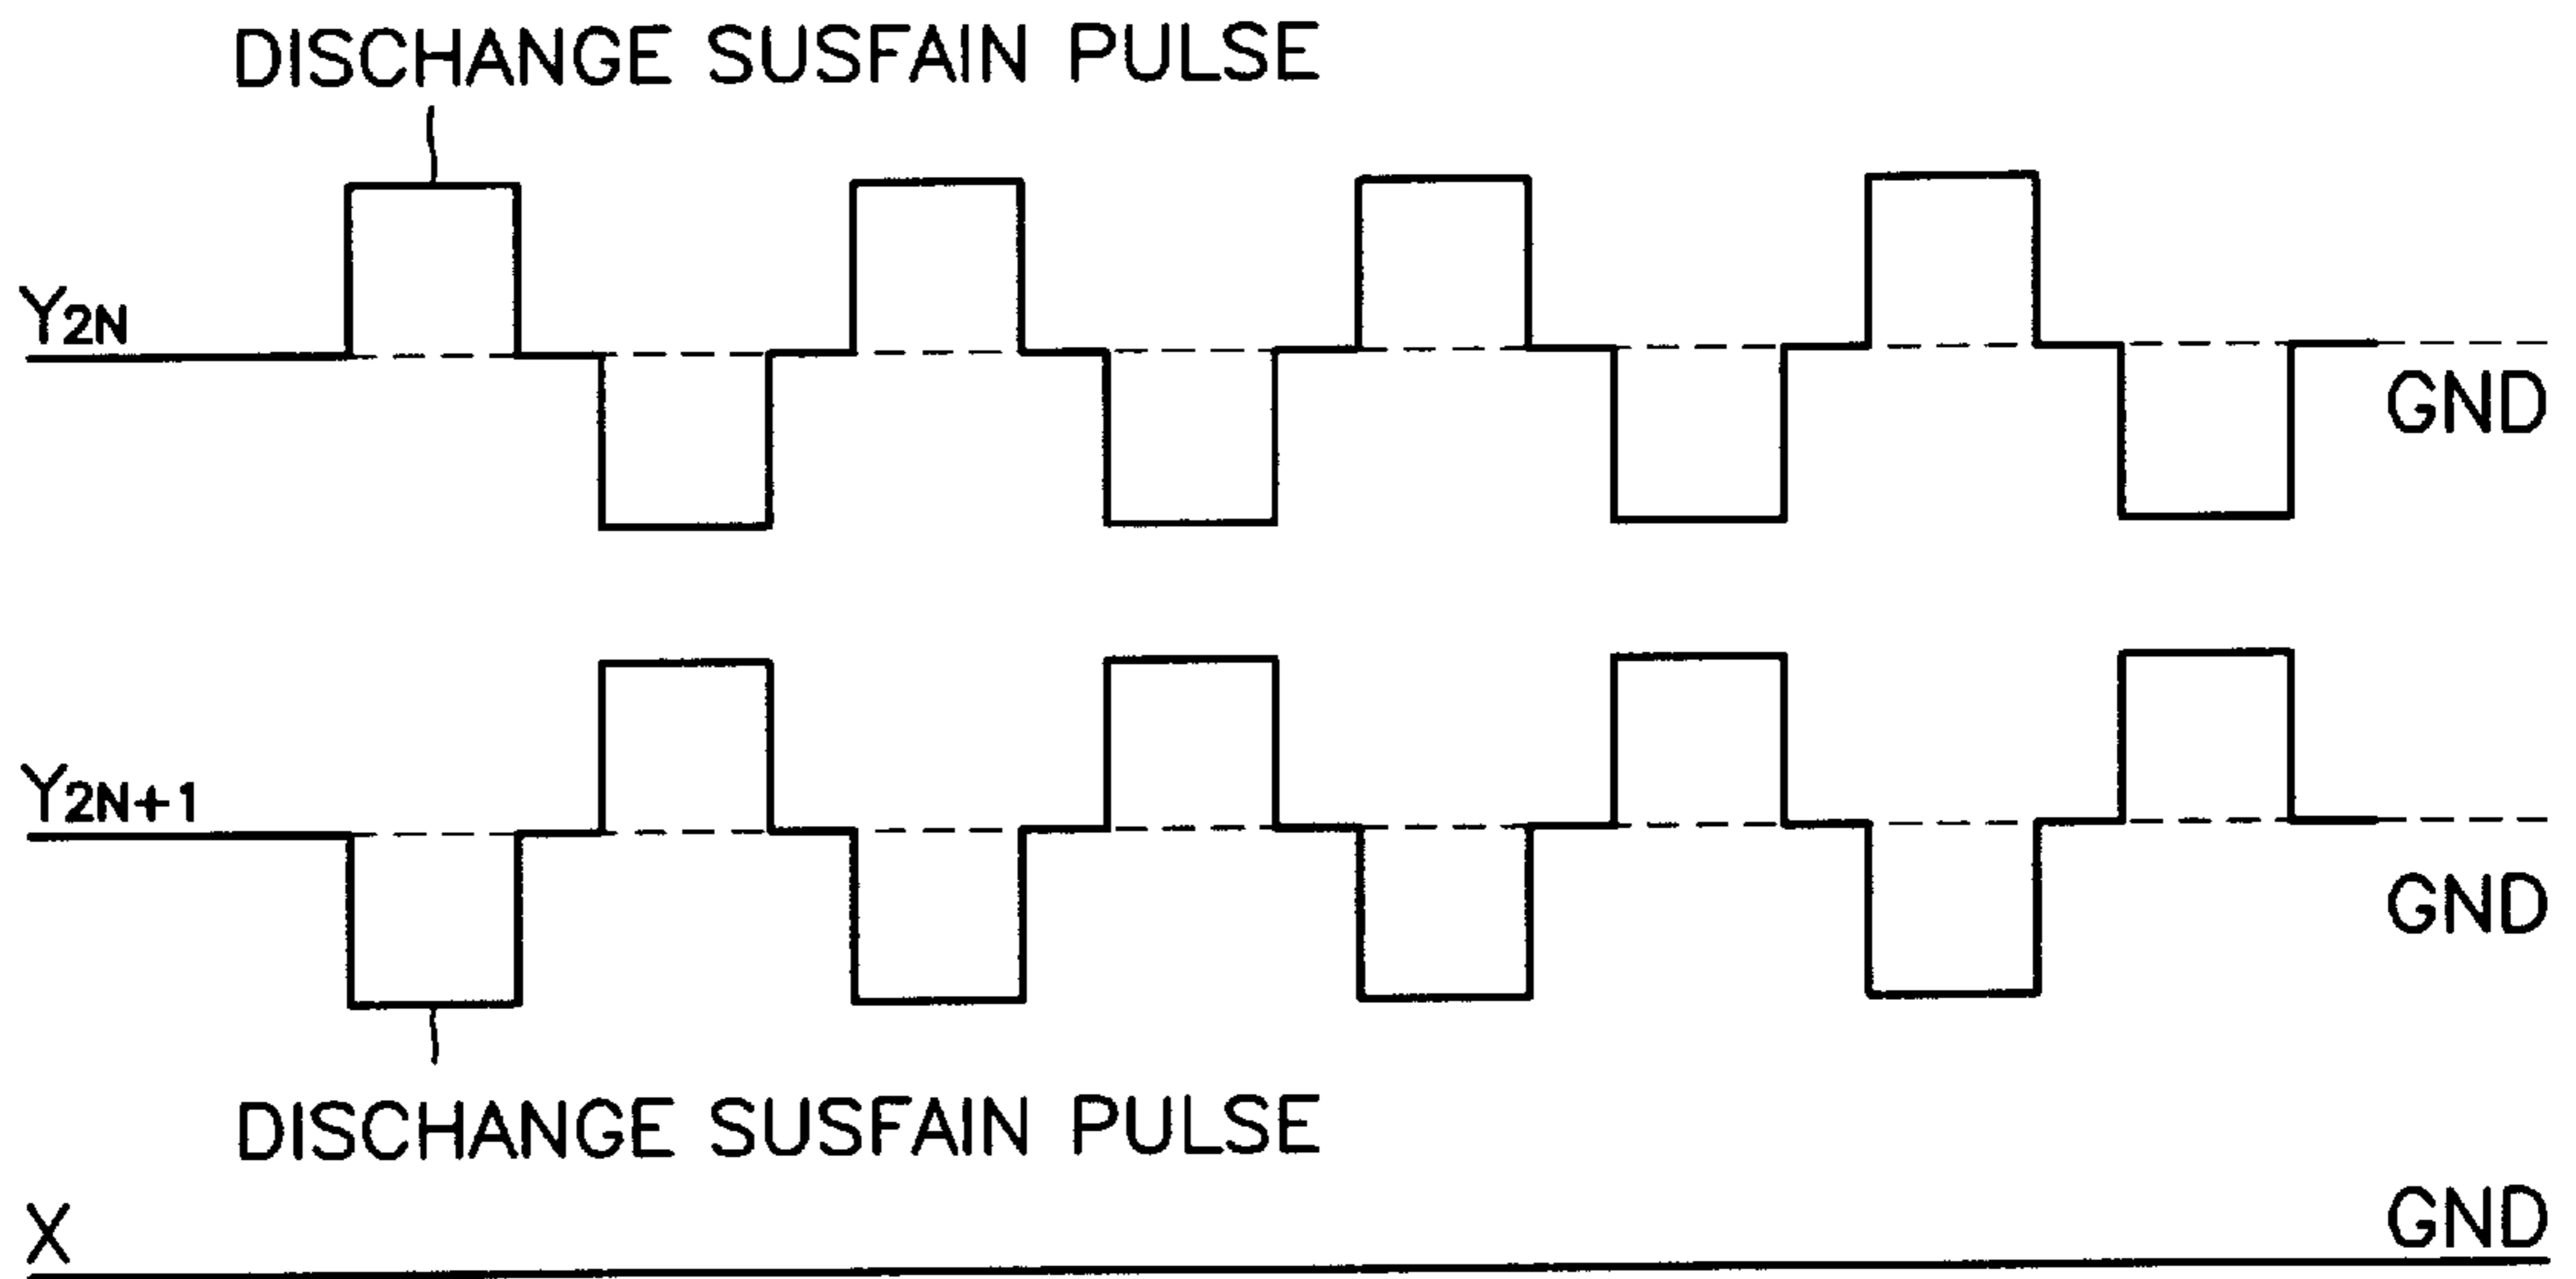 DISCHANGE SUSFAIN PULSE
Y2N
GND
Y2N+1
GND
DISCHANGE SUSFAIN PULSE
X
GND